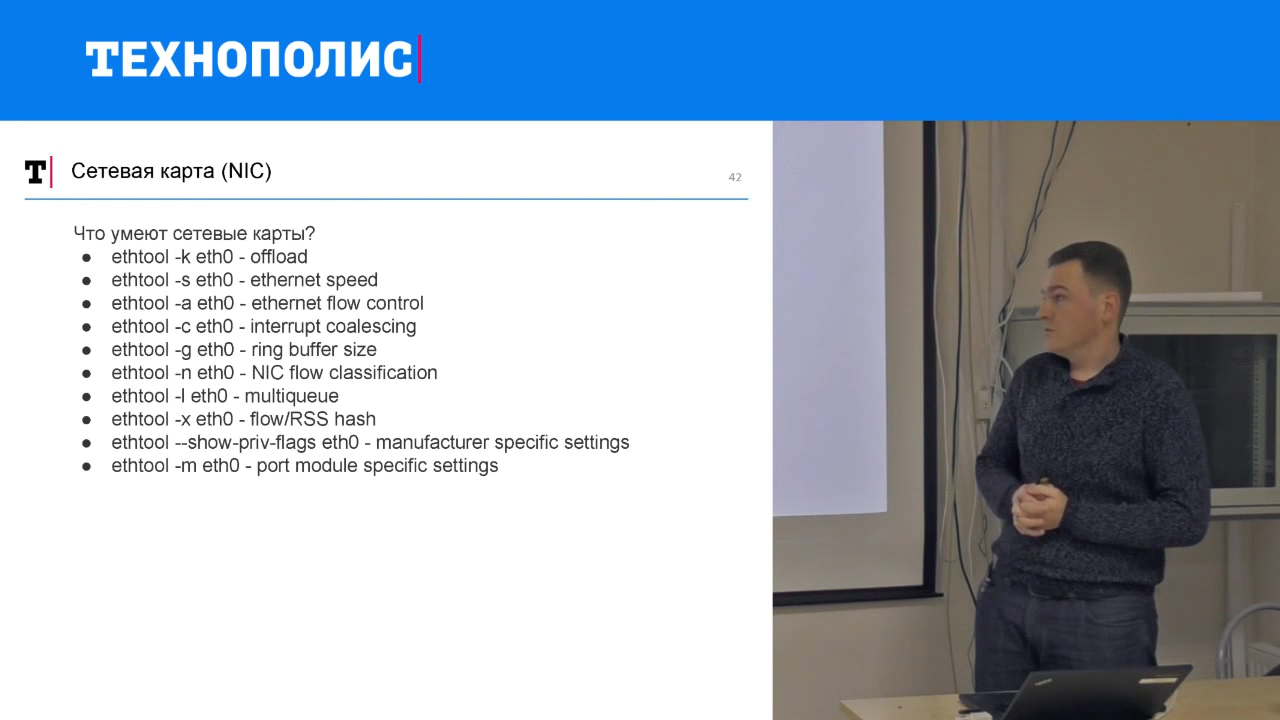 ТЕХНОПОЛИС
Т Сетевая карта (NIC)
42
Что умеют сетевые карты?
● ethtool -k eth0 - offload
● ethtool -s eth0 - ethernet speed
● ethtool -a eth0 - ethernet flow control
● ethtool -c eth0 - interrupt coalescing
● ethtool -g eth0 - ring buffer size
● ethtool -n eth0 - NIC flow classification
● ethtool -l eth0 - multiqueue
● ethtool -x eth0 - flow/RSS hash
● ethtool --show-priv-flags eth0 - manufacturer specific settings
● ethtool -m eth0 - port module specific settings